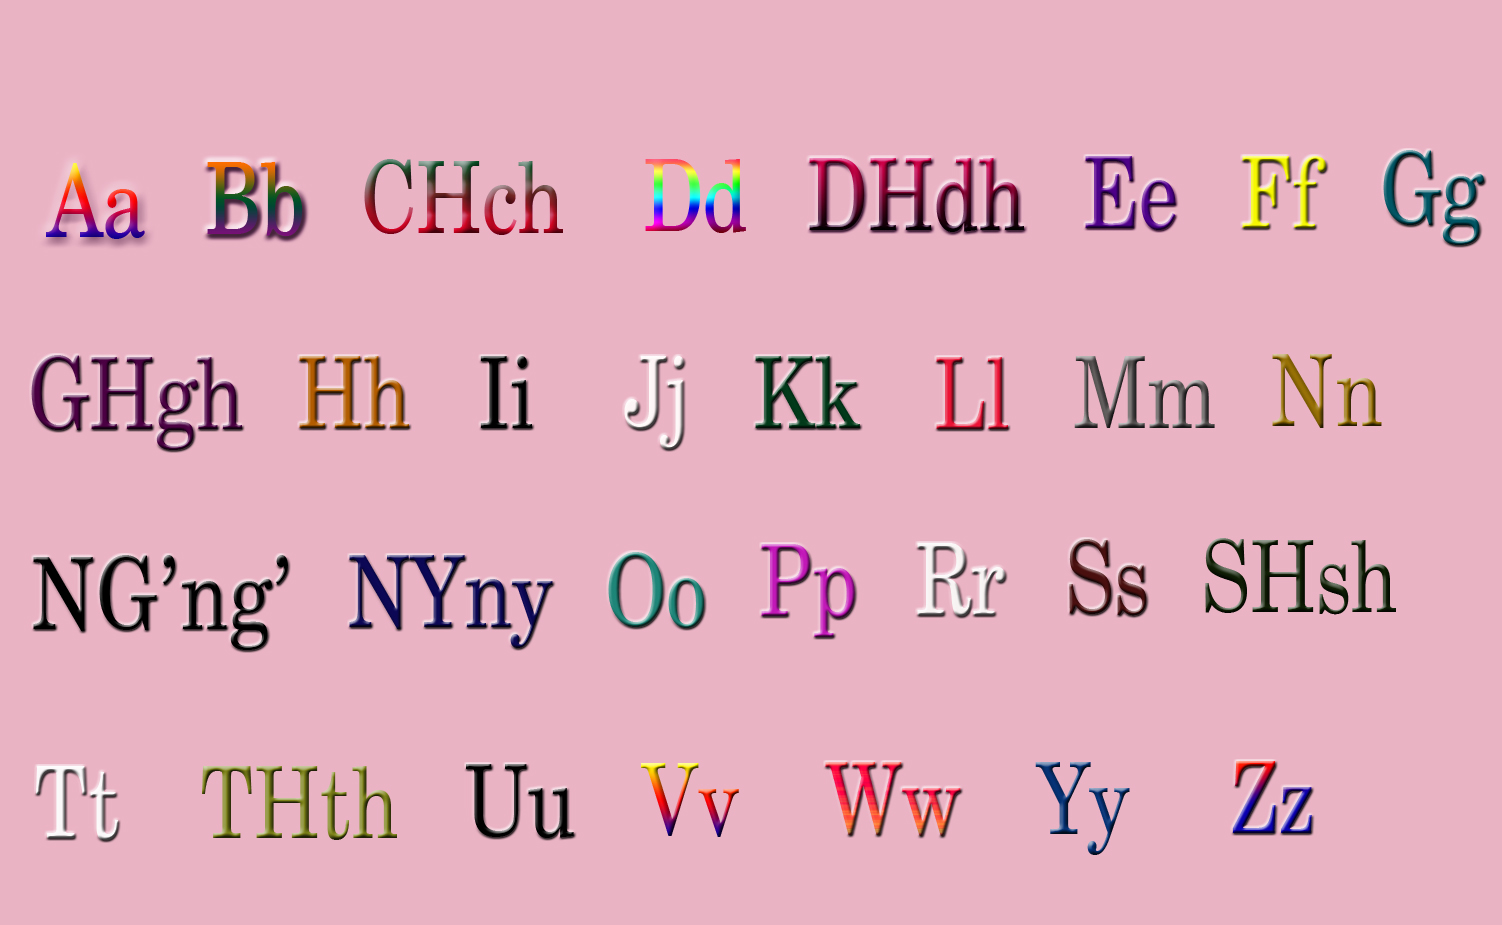 Aa Bb CHch Dd DHdh Ee Ff Gg
GHgh Hh Ii Jj Kk Ll Mm Nn
NG’ng’ NYny Oo Pp Rr Ss SHsh
Tt THth Uu Vv Ww Yy Zz